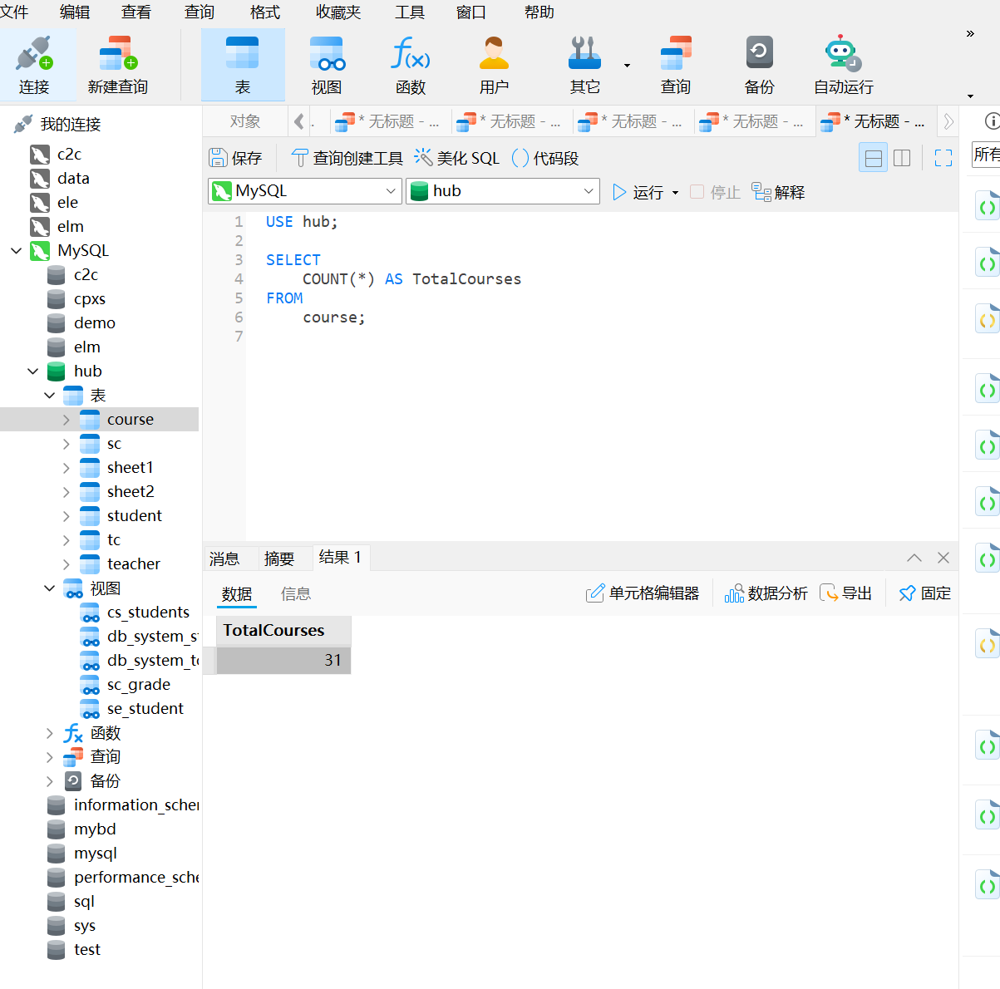 文件 编辑 查看 查询 格式 收藏夹 工具 窗口 帮助
连接 新建查询 表 视图 函数 用户 其它 查询 备份 自动运行
»
我的连接
c2c
data
ele
elm
MySQL
c2c
cpxs
demo
elm
hub
表
course
sc
sheet1
sheet2
student
tc
teacher
视图
cs_students
db_system_s
db_system_to
sc_grade
se_student
函数
查询
备份
information_scher
mybd
mysql
performance_sche
sql
sys
test
对象 . * 无标题 - ... * 无标题 - ... * 无标题 - ... * 无标题 - ... * 无标题 - ...
保存 查询创建工具 美化 SQL 代码段
MySQL hub 运行 停止 解释
1 USE hub;
2
3 SELECT
4 COUNT(*) AS TotalCourses
5 FROM
6 course;
7
消息 摘要 结果 1
数据 信息 单元格编辑器 数据分析 导出 固定
TotalCourses
31
所有